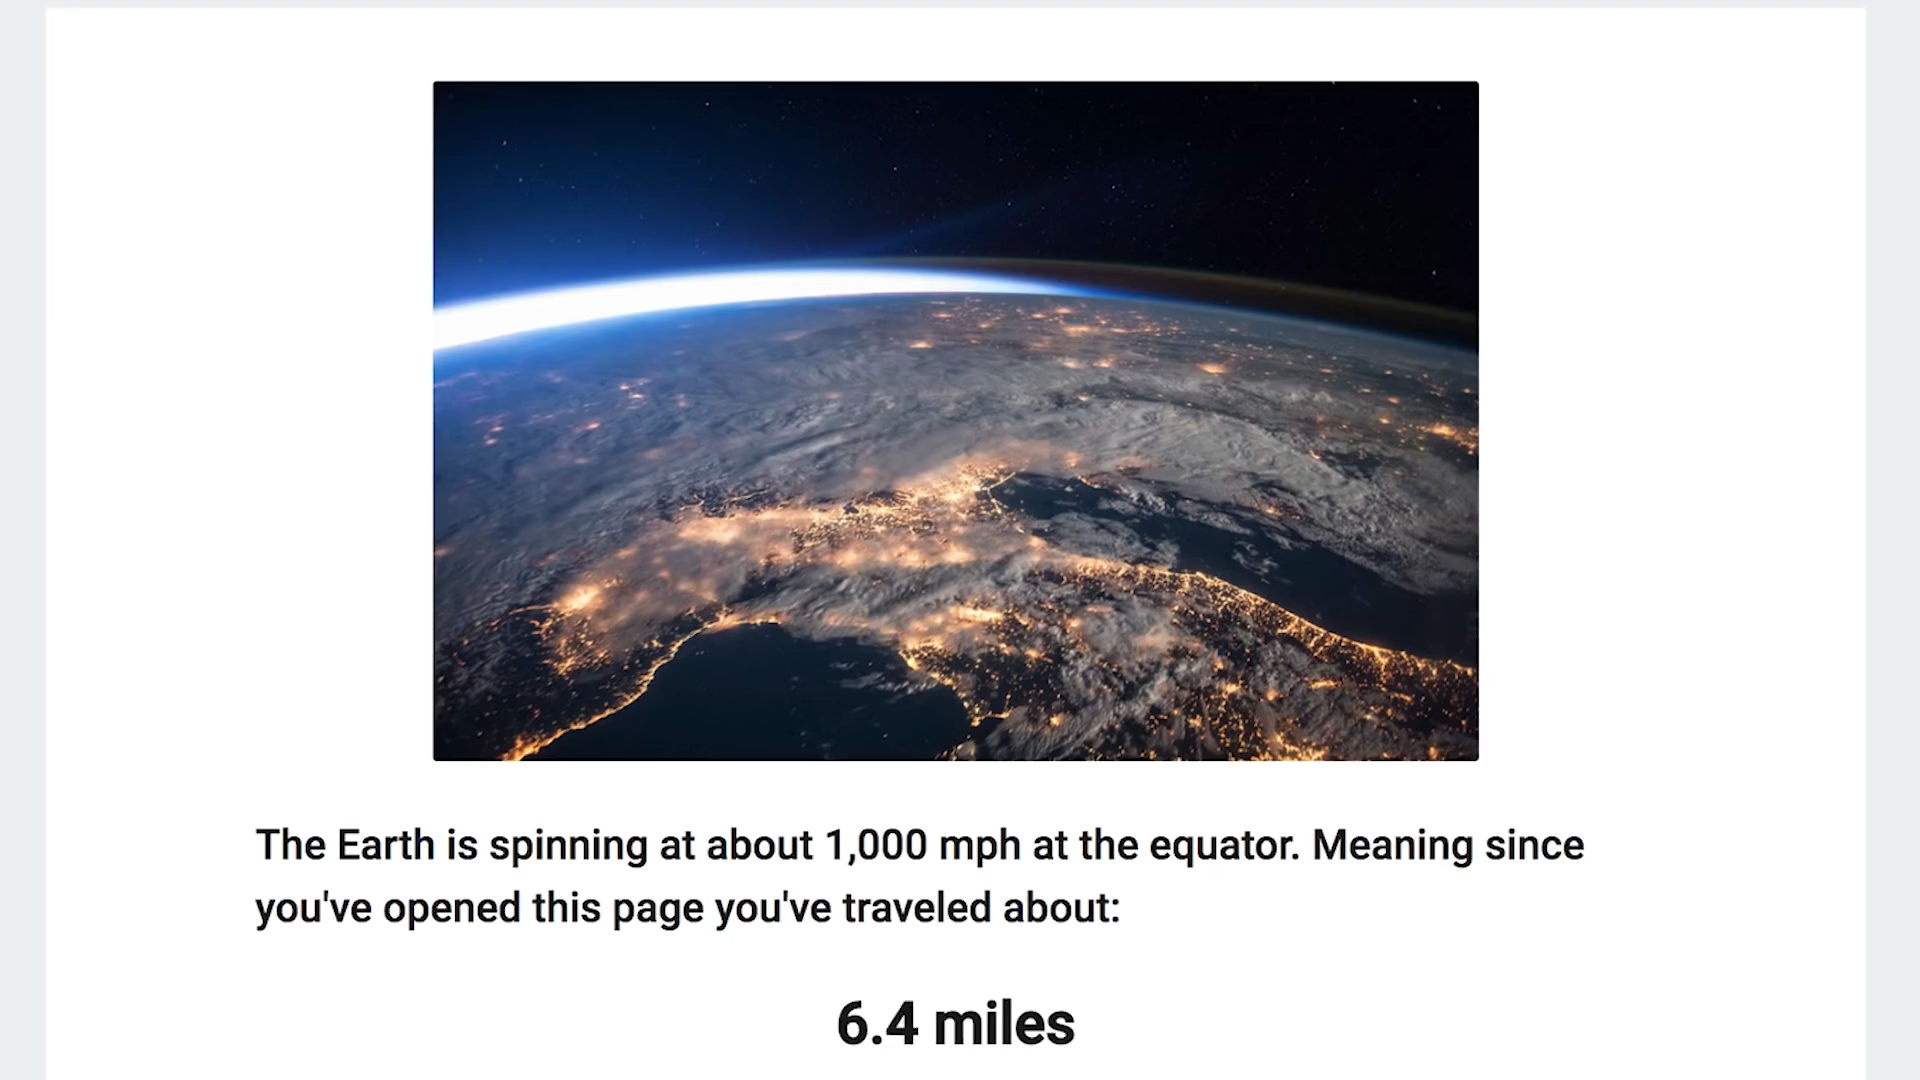 The Earth is spinning at about 1,000 mph at the equator. Meaning since
you've opened this page you've traveled about:
6.4 miles